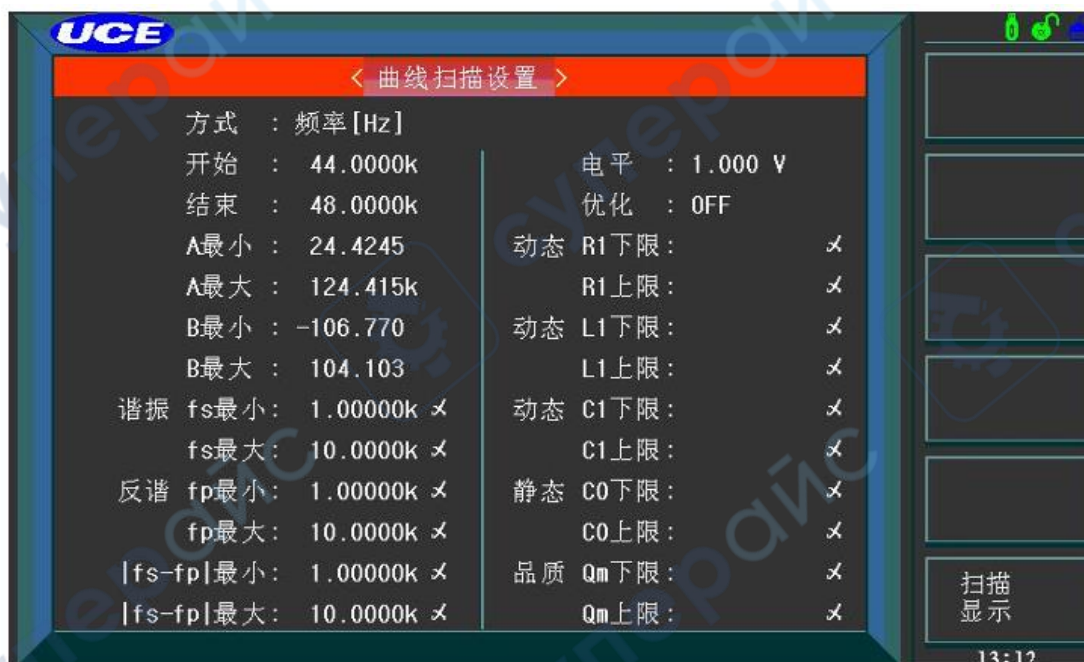 UCE
< 曲线扫描设置 >
方式 : 频率[Hz]
开始 : 44.0000k
电平 : 1.000 V
结束 : 48.0000k
优化 : OFF
A最小 : 24.4245
动态 R1下限: ✗
A最大 : 124.415k
R1上限: ✗
B最小 : -106.770
动态 L1下限: ✗
B最大 : 104.103
L1上限: ✗
谐振 fs最小: 1.00000k ✗
动态 C1下限: ✗
fs最大: 10.0000k ✗
C1上限: ✗
反谐 fp最小: 1.00000k ✗
静态 C0下限: ✗
fp最大: 10.0000k ✗
C0上限: ✗
|fs-fp|最小: 1.00000k ✗
品质 Qm下限: ✗
|fs-fp|最大: 10.0000k ✗
Qm上限: ✗
扫描
显示
13:12
суперайс